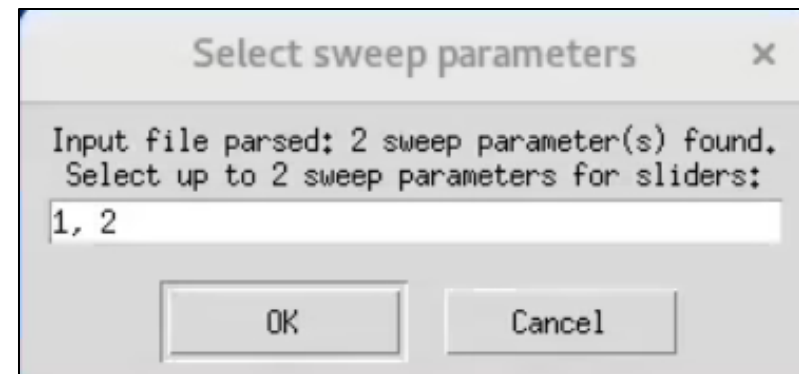 Select sweep parameters ×
Input file parsed: 2 sweep parameter(s) found.
Select up to 2 sweep parameters for sliders:
1, 2
OK Cancel